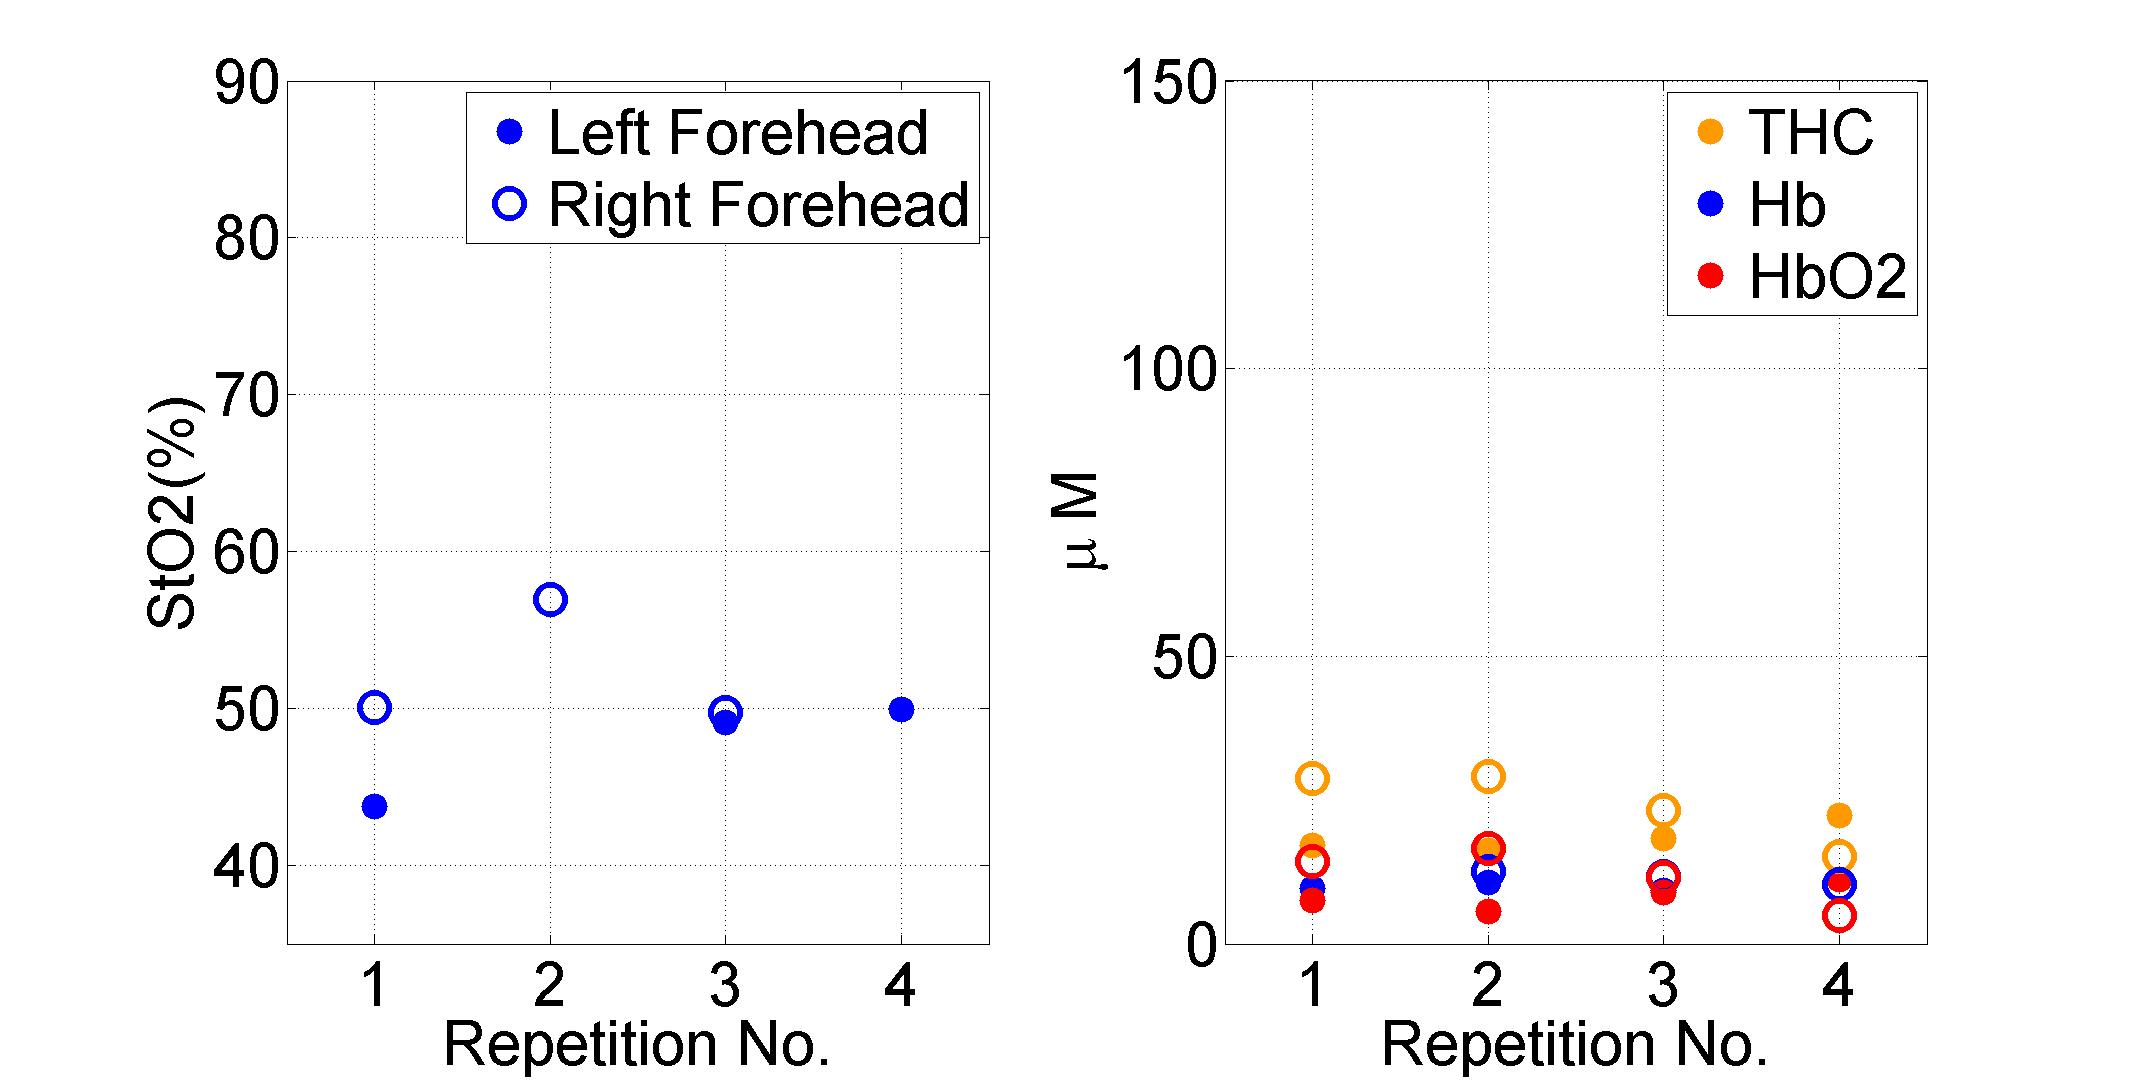 StO2(%)
90
80
70
60
50
40
1 2 3 4
Repetition No.
Left Forehead
Right Forehead
μ M
150
100
50
0
1 2 3 4
Repetition No.
THC
Hb
HbO2